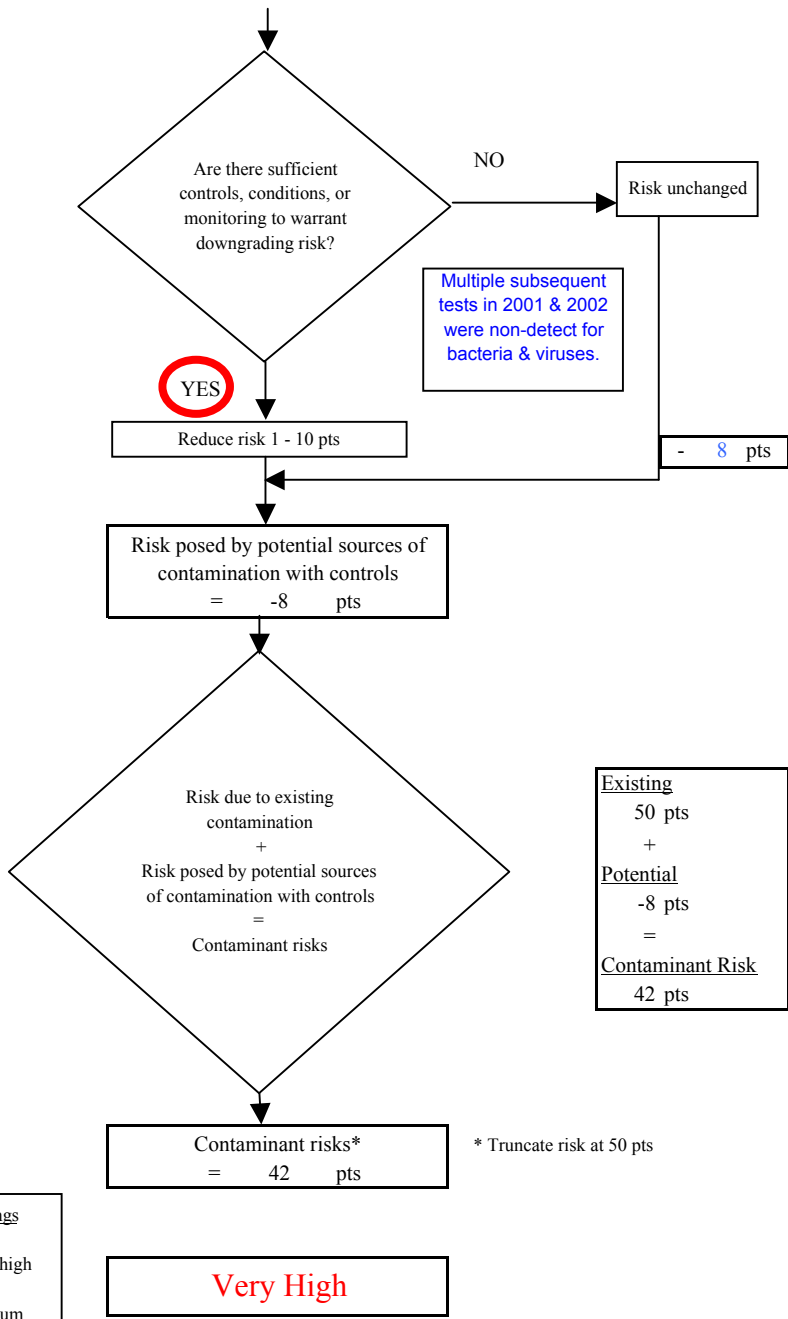 Are there sufficient
controls, conditions, or
monitoring to warrant
downgrading risk?
NO
Risk unchanged
Multiple subsequent
tests in 2001 & 2002
were non-detect for
bacteria & viruses.
YES
Reduce risk 1 - 10 pts
- 8 pts
Risk posed by potential sources of
contamination with controls
= -8 pts
Risk due to existing
contamination
+
Risk posed by potential sources
of contamination with controls
=
Contaminant risks
Existing
50 pts
+
Potential
-8 pts
=
Contaminant Risk
42 pts
Contaminant risks*
= 42 pts
* Truncate risk at 50 pts
high
Very High